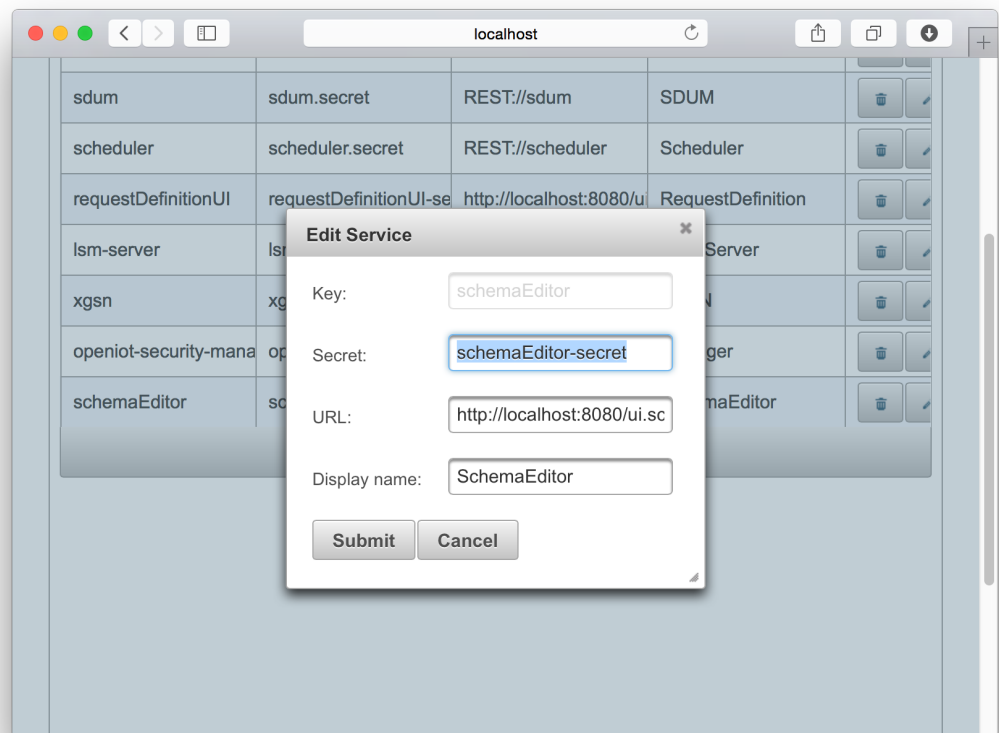 localhost
sdum sdum.secret REST://sdum SDUM
scheduler scheduler.secret REST://scheduler Scheduler
requestDefinitionUI requestDefinitionUI-se http://localhost:8080/ui RequestDefinition
lsm-server Server
xgsn
openiot-security-mana
schemaEditor
Edit Service
Key: schemaEditor
Secret: schemaEditor-secret
URL: http://localhost:8080/ui.sc
Display name: SchemaEditor
Submit Cancel